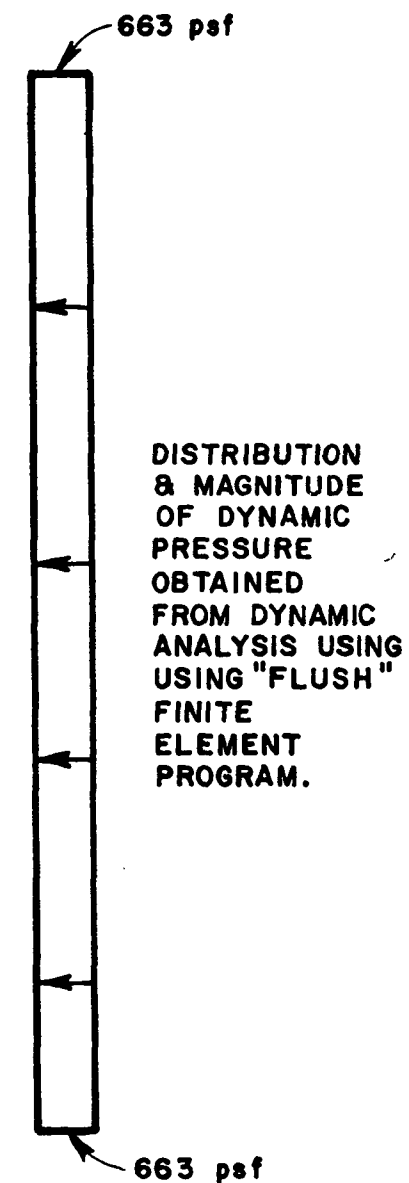 663 psf
DISTRIBUTION
& MAGNITUDE
OF DYNAMIC
PRESSURE
OBTAINED
FROM DYNAMIC
ANALYSIS USING
USING "FLUSH"
FINITE
ELEMENT
PROGRAM.
663 psf